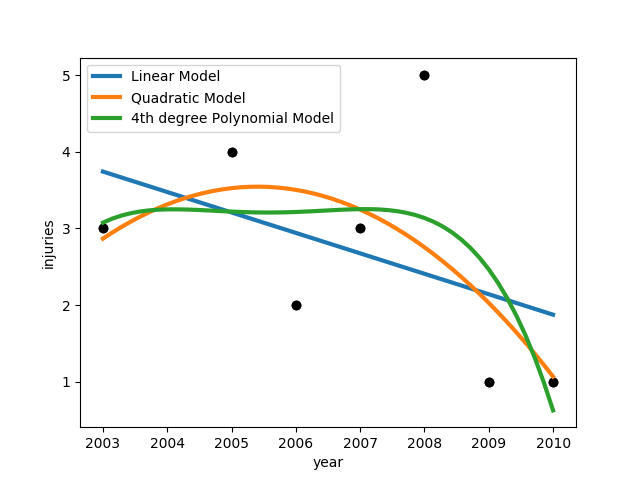 Linear Model
Quadratic Model
4th degree Polynomial Model
5
4
3
2
1
injuries
2003 2004 2005 2006 2007 2008 2009 2010
year